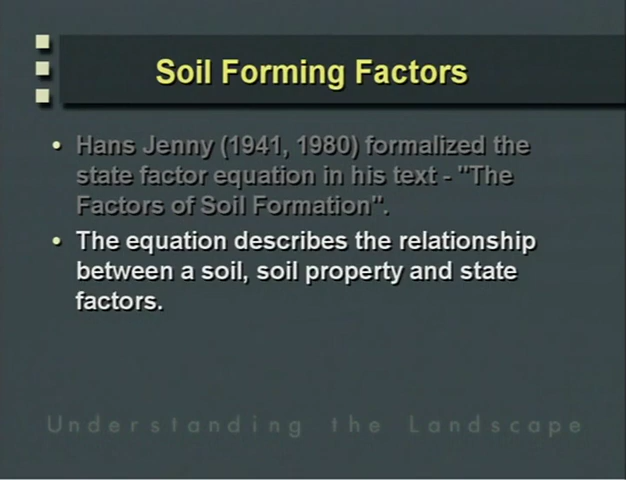 Soil Forming Factors
• Hans Jenny (1941, 1980) formalized the
state factor equation in his text - "The
Factors of Soil Formation".
• The equation describes the relationship
between a soil, soil property and state
factors.
Understanding the Landscape